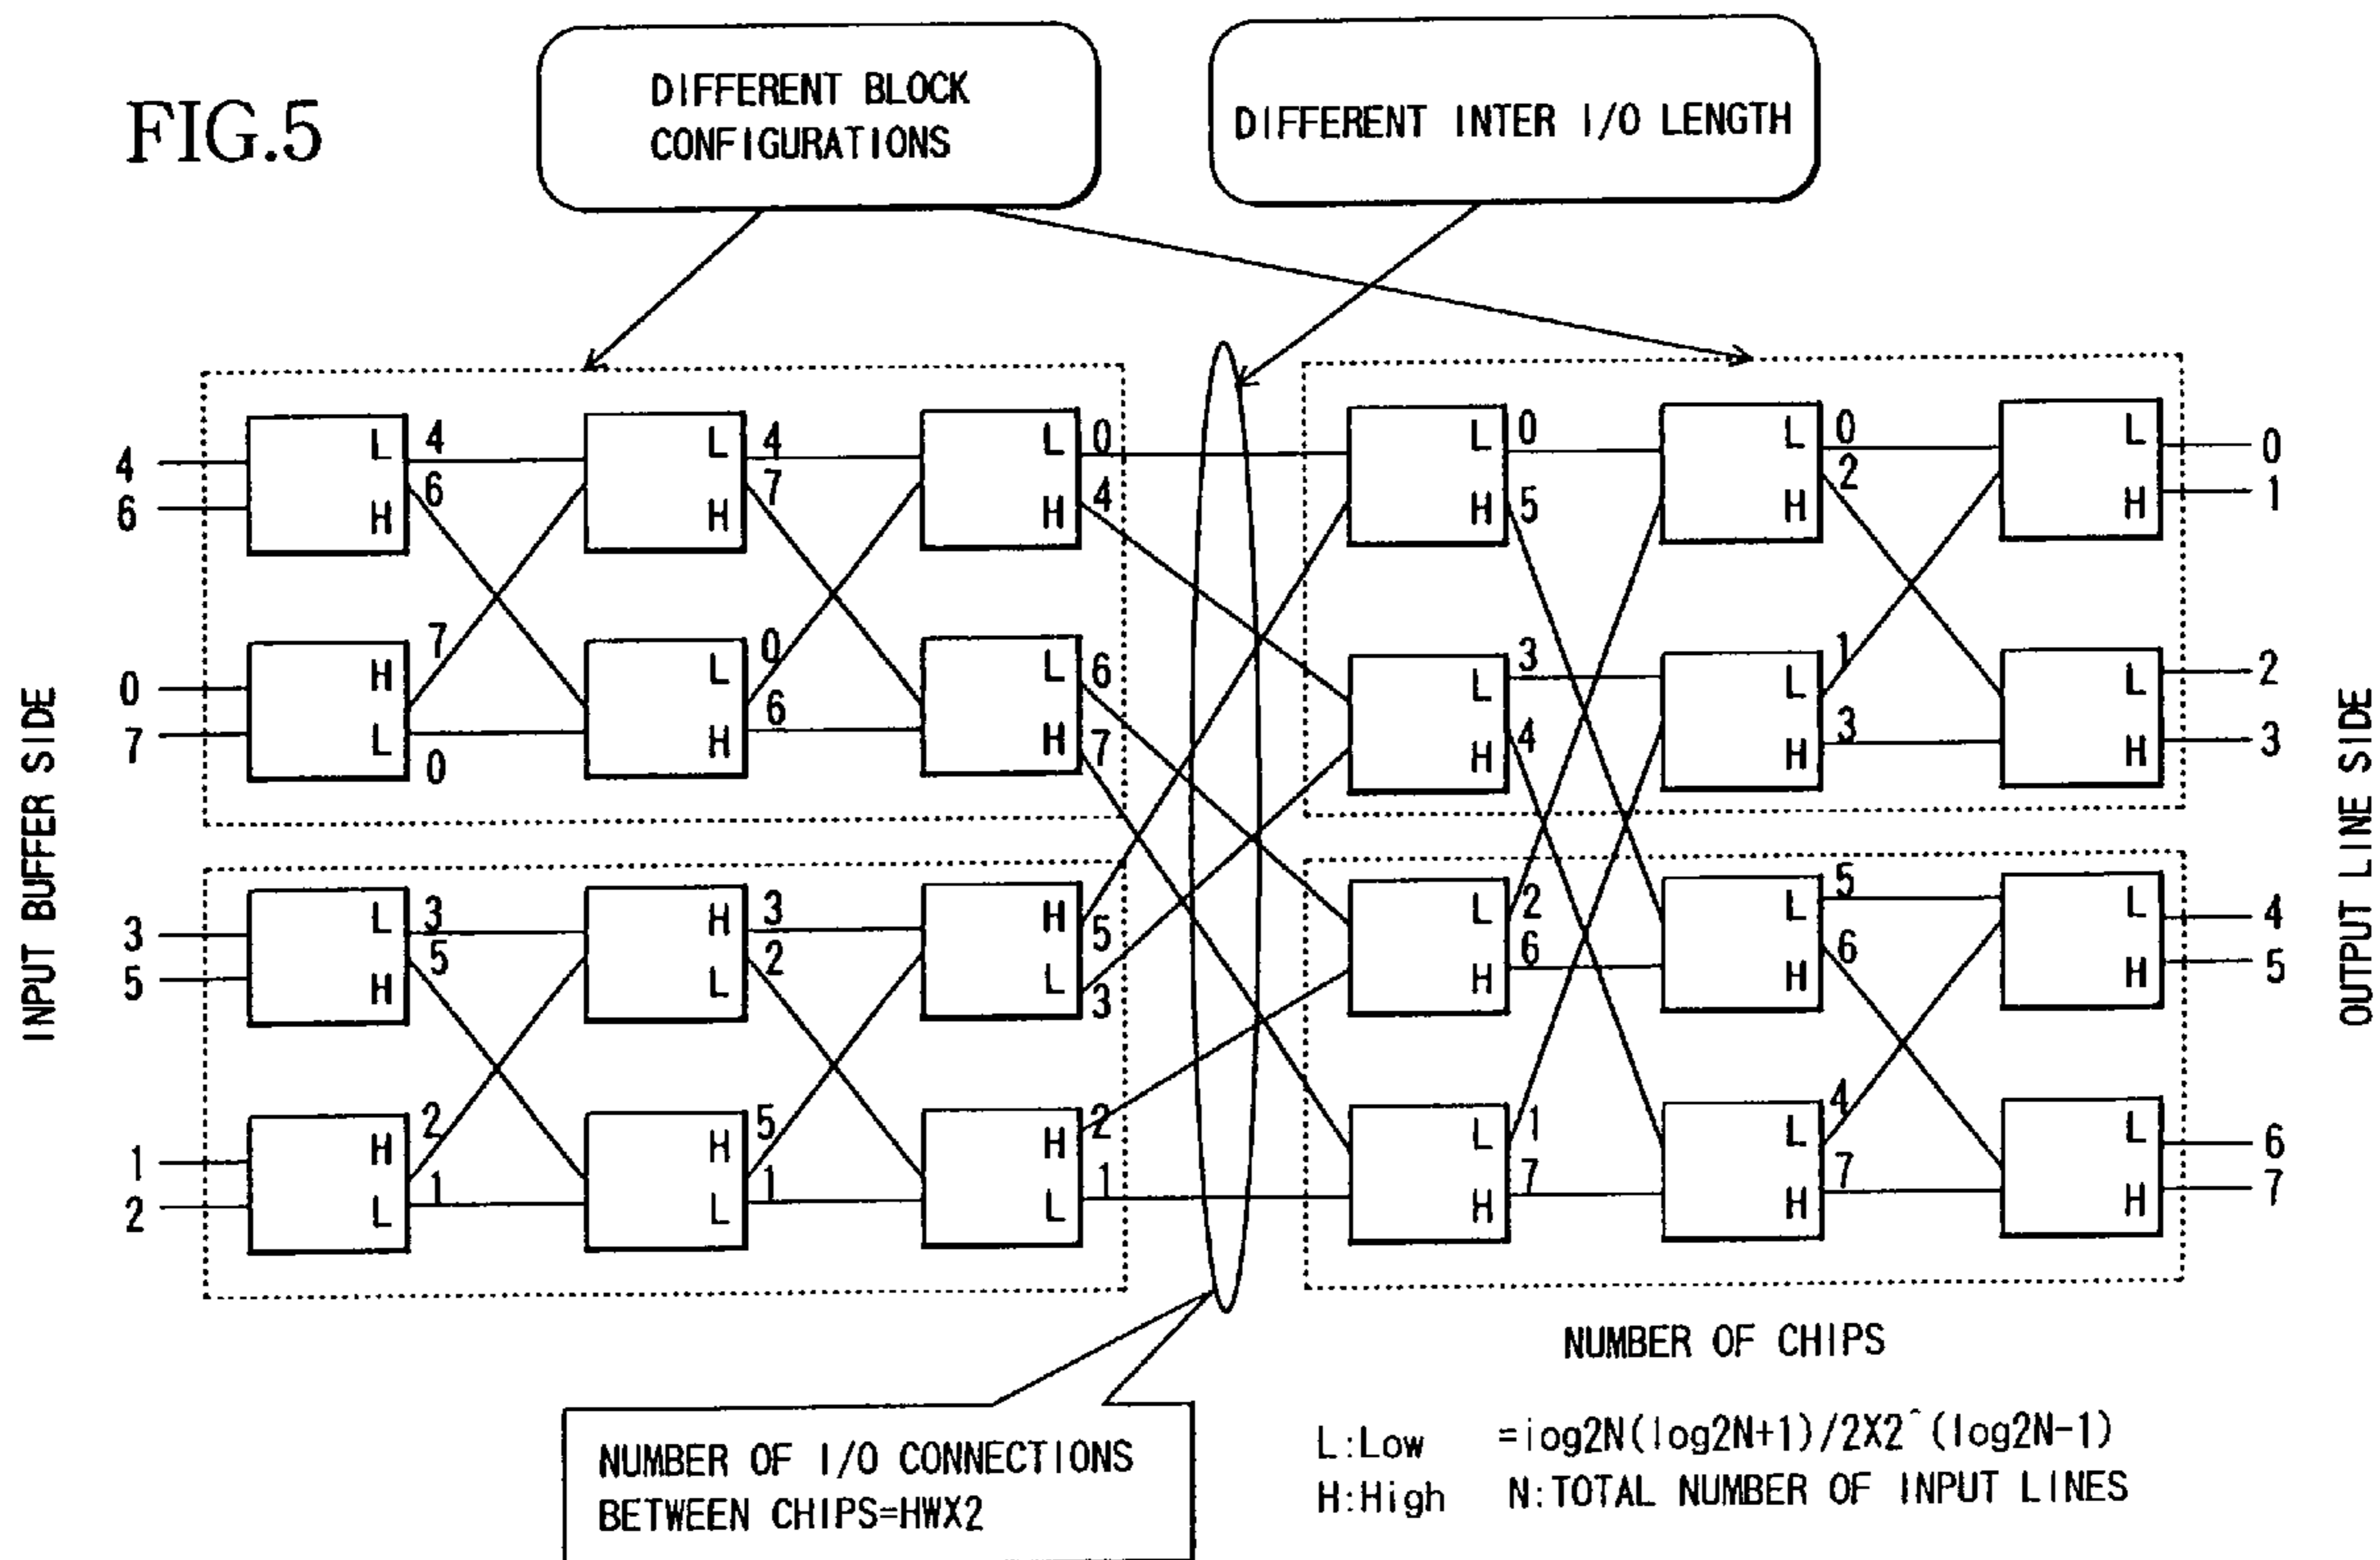 FIG.5
DIFFERENT BLOCK
CONFIGURATIONS
DIFFERENT INTER I/O LENGTH
INPUT BUFFER SIDE
OUTPUT LINE SIDE
4 L 4 L 4 L 0 L 0 L 0 L 0
6 H 6 H 7 H 4 H 5 H 2 H 1
0 H 7 L 0 L 6 L 3 L 1 L 2
7 L 0 H 6 H 7 H 4 H 3 H 3
3 L 3 H 3 H 5 L 2 L 5 L 4
5 H 5 L 2 L 3 H 6 H 6 H 5
1 H 2 H 5 H 2 L 1 L 4 L 6
2 L 1 L 1 L 1 H 7 H 7 H 7
NUMBER OF I/O CONNECTIONS
BETWEEN CHIPS=HWX2
NUMBER OF CHIPS
L:Low =iog2N(log2N+1)/2X2^(log2N-1)
H:High N:TOTAL NUMBER OF INPUT LINES